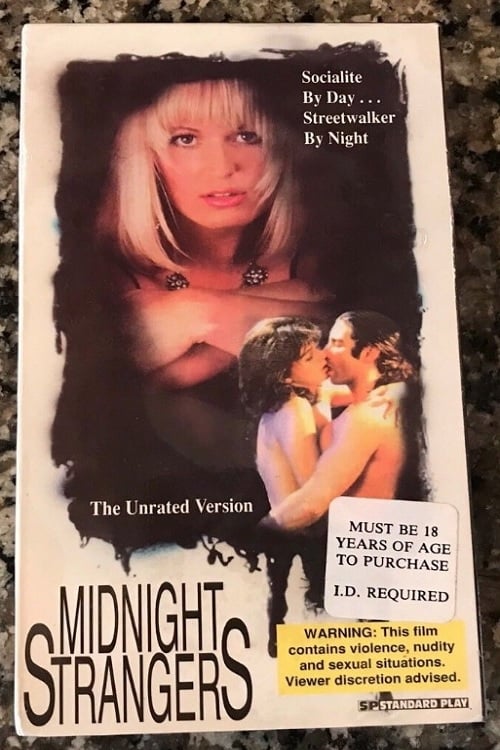 Socialite
By Day . . .
Streetwalker
By Night
The Unrated Version
MUST BE 18
YEARS OF AGE
TO PURCHASE
I.D. REQUIRED
MIDNIGHT
STRANGERS
WARNING: This film
contains violence, nudity
and sexual situations.
Viewer discretion advised.
SP STANDARD PLAY